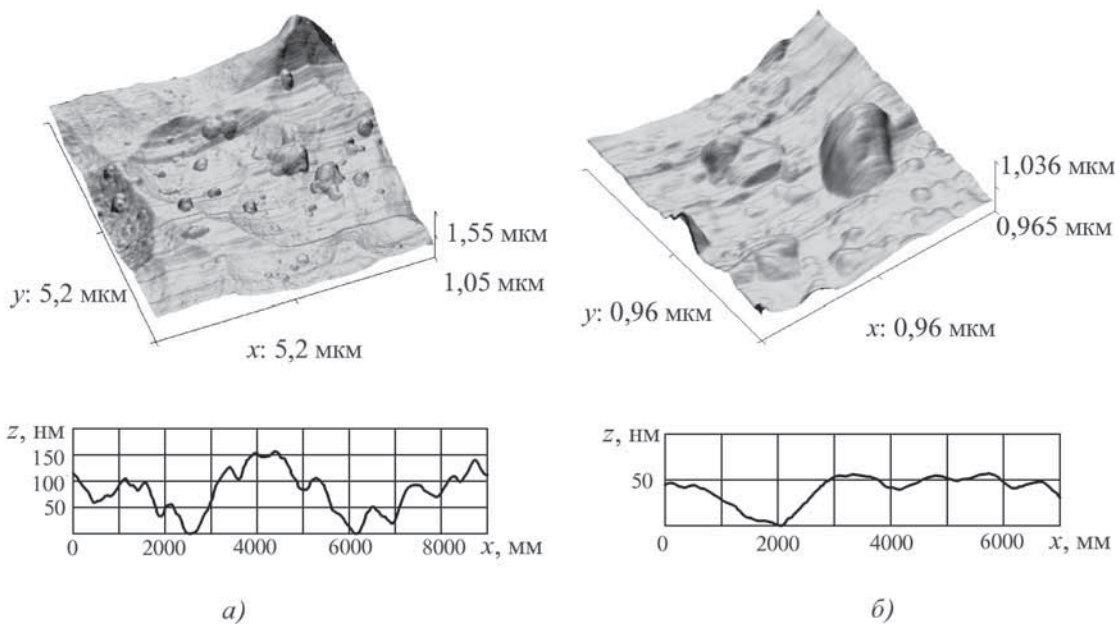 1,55 мкм
1,05 мкм
y: 5,2 мкм
x: 5,2 мкм
1,036 мкм
0,965 мкм
y: 0,96 мкм
x: 0,96 мкм
z, нм
150
100
50
0 2000 4000 6000 8000 x, мм
а)
z, нм
50
0 2000 4000 6000 x, мм
б)